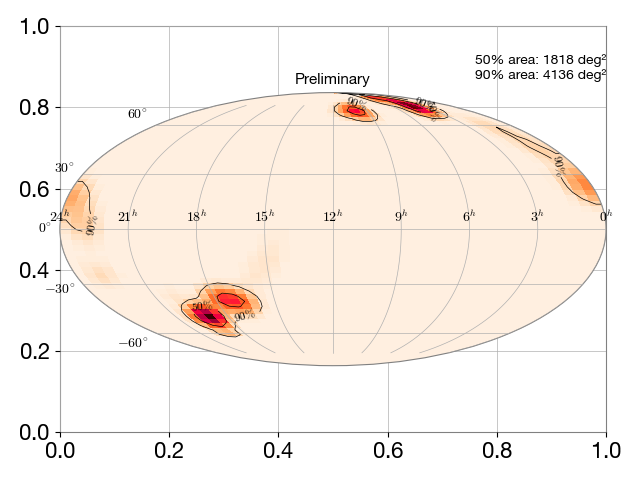 1.0
50% area: 1818 deg²
90% area: 4136 deg²
Preliminary
0.8
60°
90%
90%
30°
90%
0.6
24ʰ
21ʰ
18ʰ
15ʰ
12ʰ
9ʰ
6ʰ
3ʰ
0ʰ
0°
90%
0.4
−30°
50%
90%
−60°
0.2
0.0
0.0
0.2
0.4
0.6
0.8
1.0